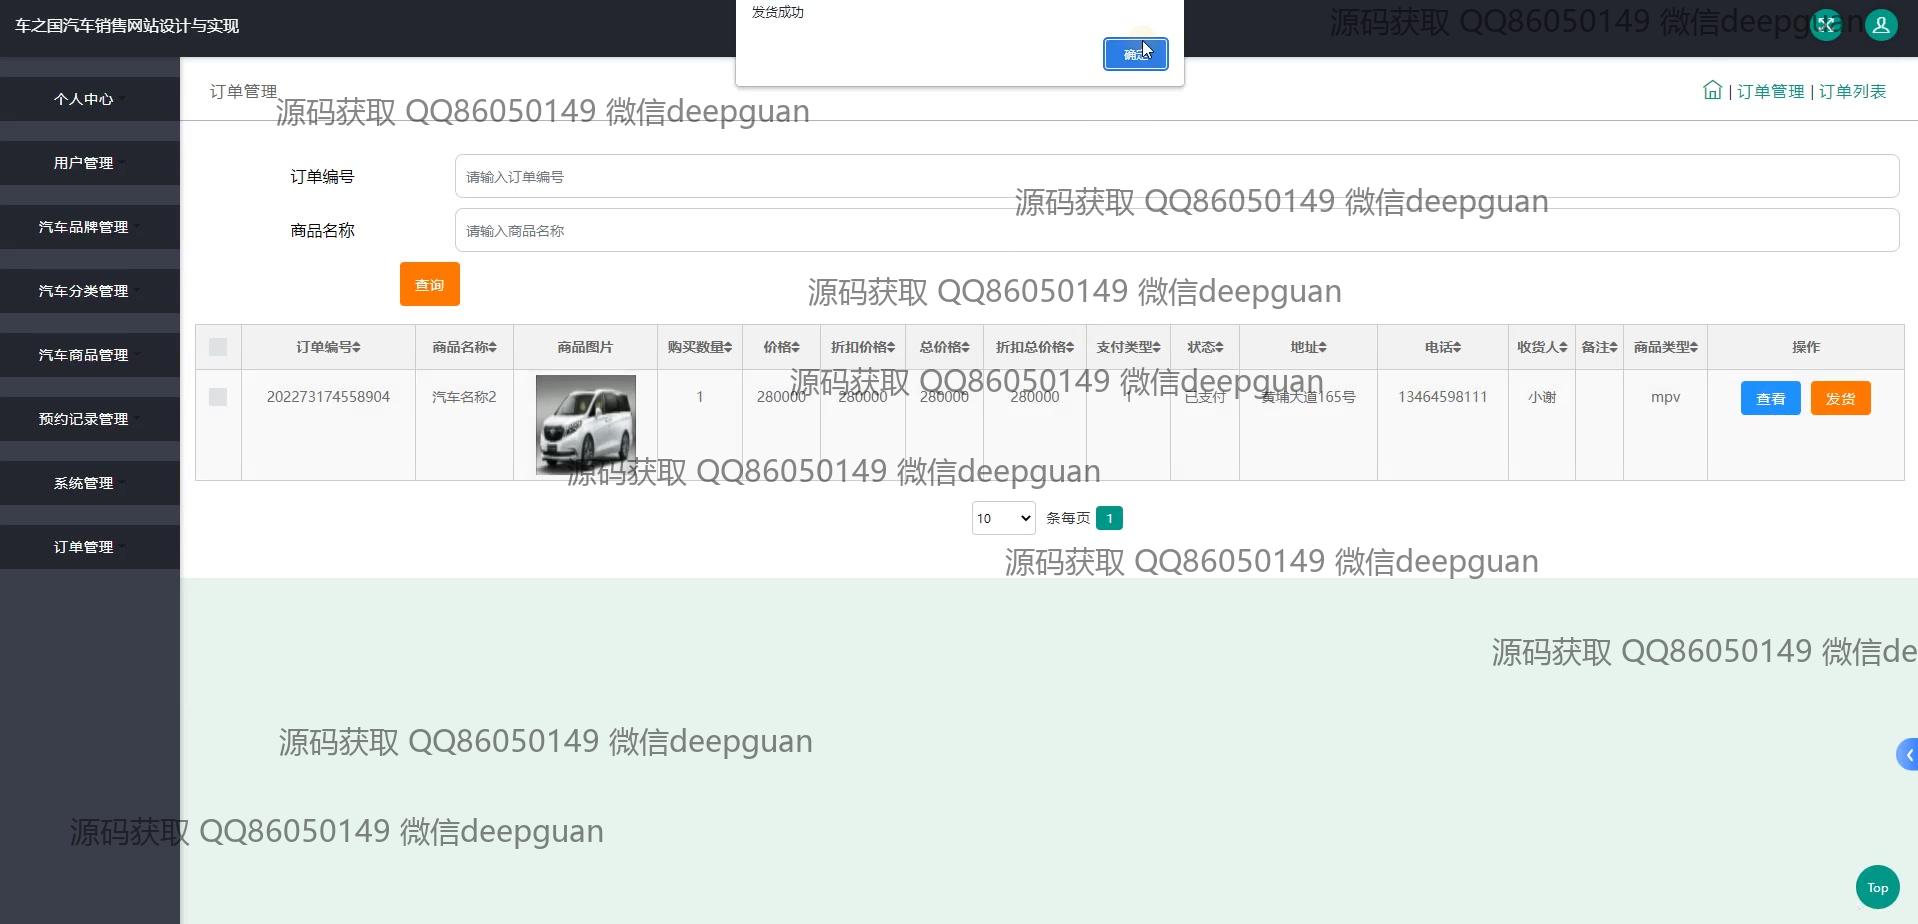 车之国汽车销售网站设计与实现
发货成功
确定
源码获取 QQ86050149 微信deepguan
个人中心
用户管理
汽车品牌管理
汽车分类管理
汽车商品管理
预约记录管理
系统管理
订单管理
订单管理
| 订单管理 | 订单列表
源码获取 QQ86050149 微信deepguan
订单编号 请输入订单编号
源码获取 QQ86050149 微信deepguan
商品名称 请输入商品名称
查询
源码获取 QQ86050149 微信deepguan
订单编号 商品名称 商品图片 购买数量 价格 折扣价格 总价格 折扣总价格 支付类型 状态 地址 电话 收货人 备注 商品类型 操作
源码获取 QQ86050149 微信deepguan
202273174558904 汽车名称2 1 280000 280000 280000 280000 1 已支付 黄埔大道165号 13464598111 小谢 mpv 查看 发货
源码获取 QQ86050149 微信deepguan
10 条每页 1
源码获取 QQ86050149 微信deepguan
源码获取 QQ86050149 微信de
源码获取 QQ86050149 微信deepguan
源码获取 QQ86050149 微信deepguan
Top